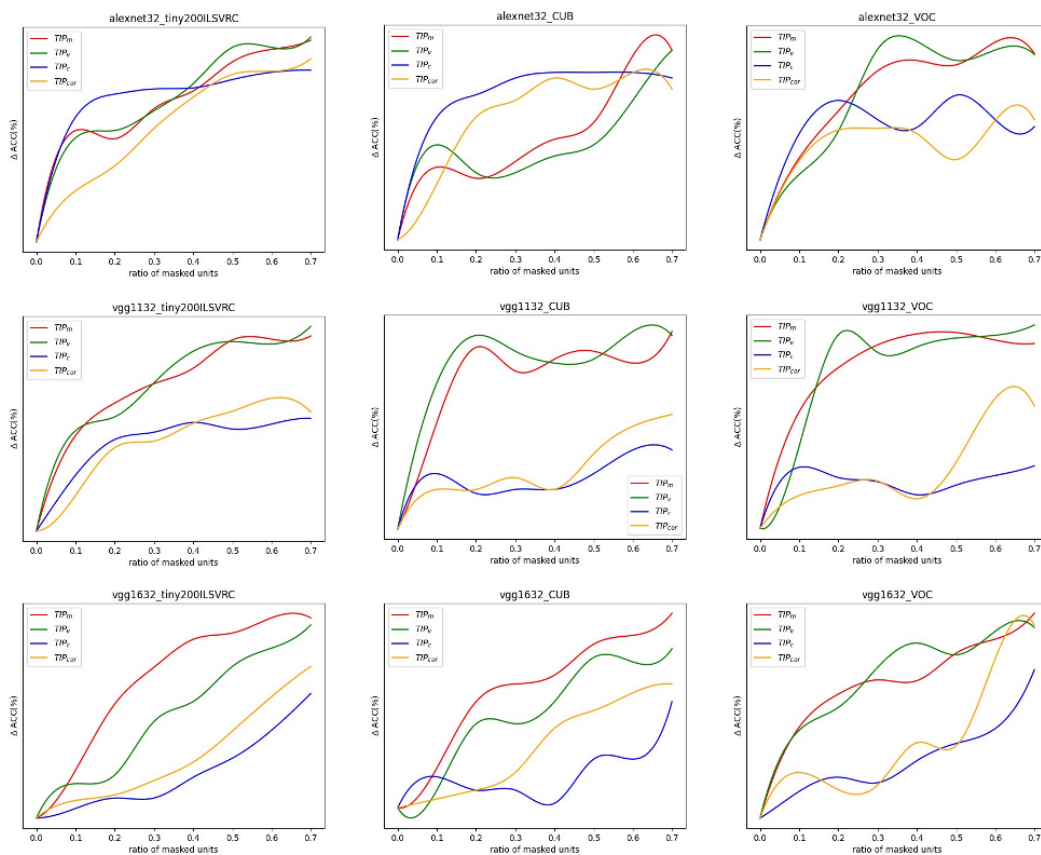 alexnet32_tiny200ILSVRC
TIPm
TIPv
TIPc
TIPcor
Δ ACC(%)
0.0 0.1 0.2 0.3 0.4 0.5 0.6 0.7
ratio of masked units
alexnet32_CUB
TIPm
TIPv
TIPc
TIPcor
Δ ACC(%)
0.0 0.1 0.2 0.3 0.4 0.5 0.6 0.7
ratio of masked units
alexnet32_VOC
TIPm
TIPv
TIPc
TIPcor
Δ ACC(%)
0.0 0.1 0.2 0.3 0.4 0.5 0.6 0.7
ratio of masked units
vgg1132_tiny200ILSVRC
TIPm
TIPv
TIPc
TIPcor
Δ ACC(%)
0.0 0.1 0.2 0.3 0.4 0.5 0.6 0.7
ratio of masked units
vgg1132_CUB
Δ ACC(%)
TIPm
TIPv
TIPc
TIPcor
0.0 0.1 0.2 0.3 0.4 0.5 0.6 0.7
ratio of masked units
vgg1132_VOC
TIPm
TIPv
TIPc
TIPcor
Δ ACC(%)
0.0 0.1 0.2 0.3 0.4 0.5 0.6 0.7
ratio of masked units
vgg1632_tiny200ILSVRC
TIPm
TIPv
TIPc
TIPcor
Δ ACC(%)
0.0 0.1 0.2 0.3 0.4 0.5 0.6 0.7
ratio of masked units
vgg1632_CUB
TIPm
TIPv
TIPc
TIPcor
Δ ACC(%)
0.0 0.1 0.2 0.3 0.4 0.5 0.6 0.7
ratio of masked units
vgg1632_VOC
TIPm
TIPv
TIPc
TIPcor
Δ ACC(%)
0.0 0.1 0.2 0.3 0.4 0.5 0.6 0.7
ratio of masked units